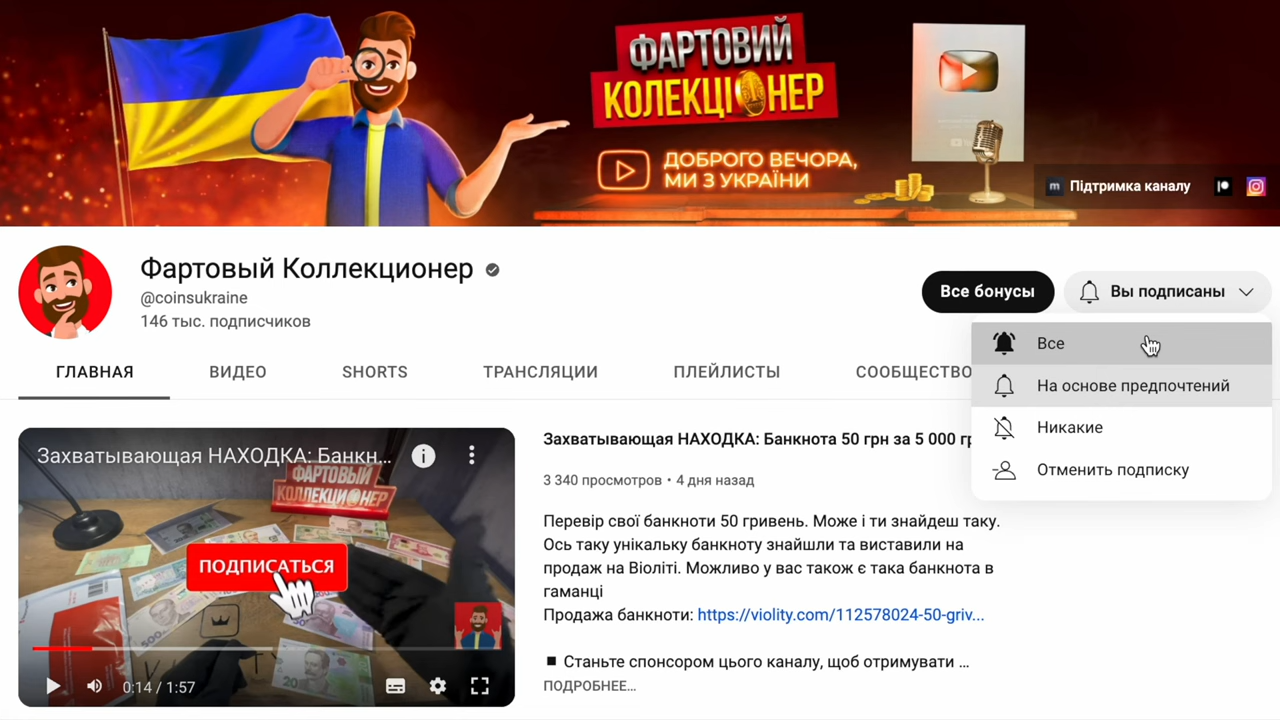 ФАРТОВИЙ
КОЛЕКЦІОНЕР
ДОБРОГО ВЕЧОРА,
МИ З УКРАЇНИ
Підтримка каналу
Фартовый Коллекционер
@coinsukraine
146 тыс. подписчиков
Все бонусы
Вы подписаны
ГЛАВНАЯ
ВИДЕО
SHORTS
ТРАНСЛЯЦИИ
ПЛЕЙЛИСТЫ
СООБЩЕСТВО
Все
На основе предпочтений
Никакие
Отменить подписку
Захватывающая НАХОДКА: Банкн...
ФАРТОВЫЙ
КОЛЛЕКЦИОНЕР
ПОДПИСАТЬСЯ
0:14 / 1:57
Захватывающая НАХОДКА: Банкнота 50 грн за 5 000 гр
3 340 просмотров • 4 дня назад
Перевір свої банкноти 50 гривень. Може і ти знайдеш таку.
Ось таку унікальку банкноту знайшли та виставили на
продаж на Віоліті. Можливо у вас також є така банкнота в
гаманці
Продажа банкноти: https://violity.com/112578024-50-griv...
■ Станьте спонсором цього каналу, щоб отримувати ...
ПОДРОБНЕЕ...